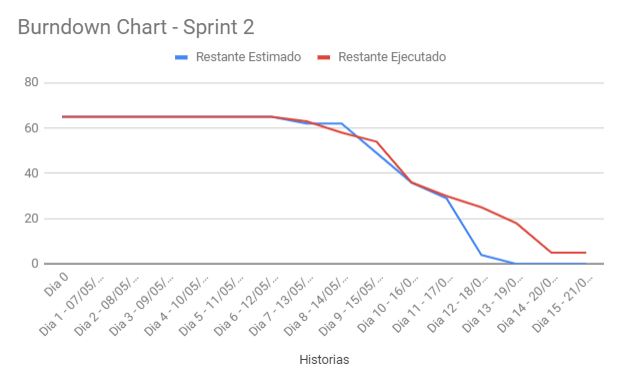 Burndown Chart - Sprint 2
Restante Estimado
Restante Ejecutado
80
60
40
20
0
Dia 0
Dia 1 - 07/05/...
Dia 2 - 08/05/...
Dia 3 - 09/05/...
Dia 4 - 10/05/...
Dia 5 - 11/05/...
Dia 6 - 12/05/...
Dia 7 - 13/05/...
Dia 8 - 14/05/...
Dia 9 - 15/05/...
Dia 10 - 16/0...
Dia 11 - 17/0...
Dia 12 - 18/0...
Dia 13 - 19/0...
Dia 14 - 20/0...
Dia 15 - 21/0...
Historias